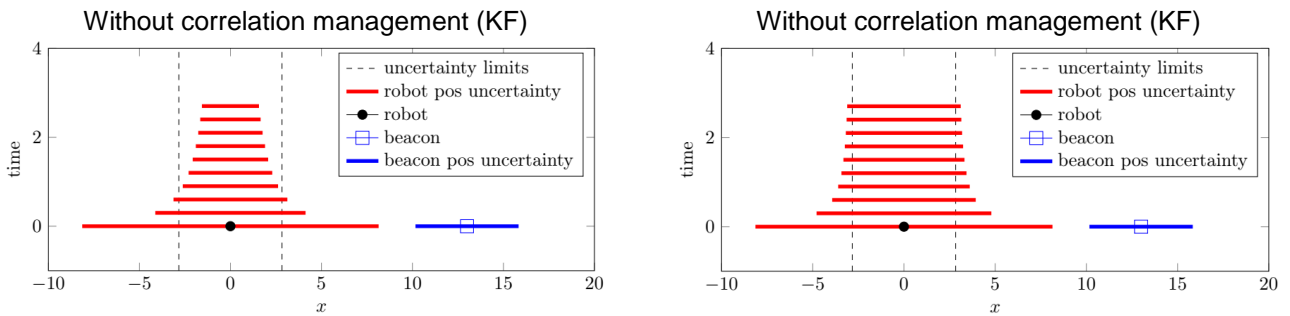 Without correlation management (KF)
4
2
0
time
−10
−5
0
5
10
15
20
x
uncertainty limits
robot pos uncertainty
robot
beacon
beacon pos uncertainty
Without correlation management (KF)
4
2
0
time
−10
−5
0
5
10
15
20
x
uncertainty limits
robot pos uncertainty
robot
beacon
beacon pos uncertainty